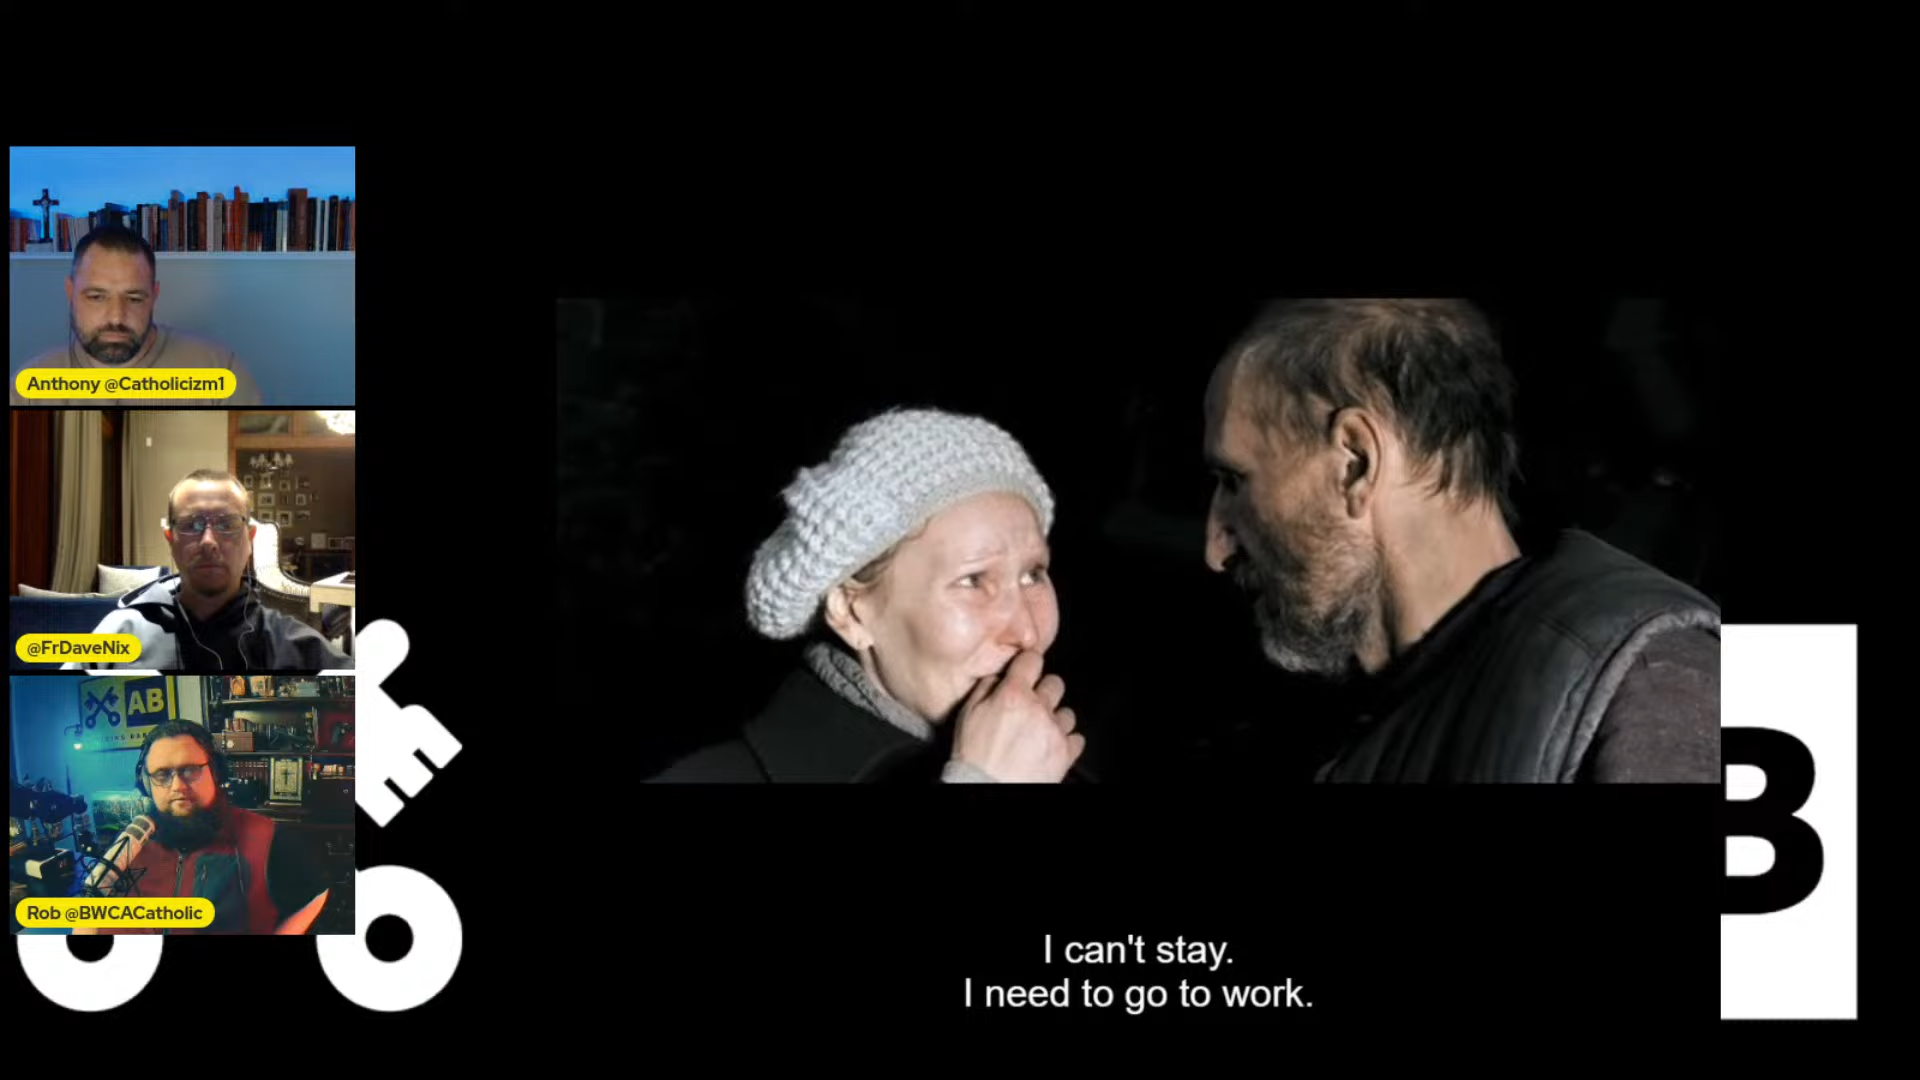 Anthony @Catholicizm1
@FrDaveNix
AB
Rob @BWCACatholic
B
I can't stay.
I need to go to work.